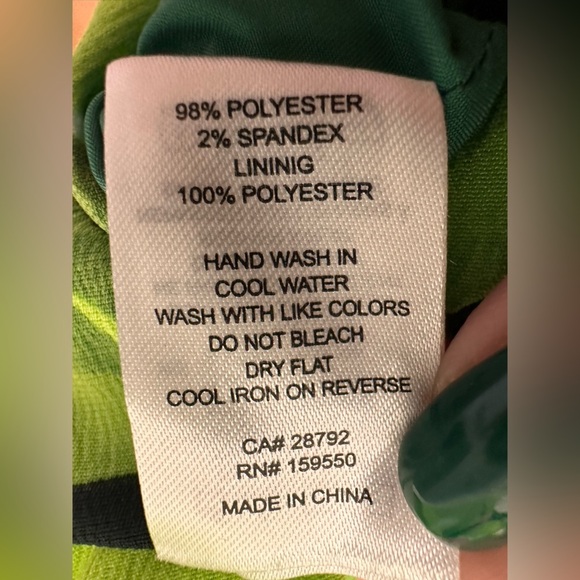 98% POLYESTER
2% SPANDEX
LININIG
100% POLYESTER
HAND WASH IN
COOL WATER
WASH WITH LIKE COLORS
DO NOT BLEACH
DRY FLAT
COOL IRON ON REVERSE
CA# 28792
RN# 159550
MADE IN CHINA